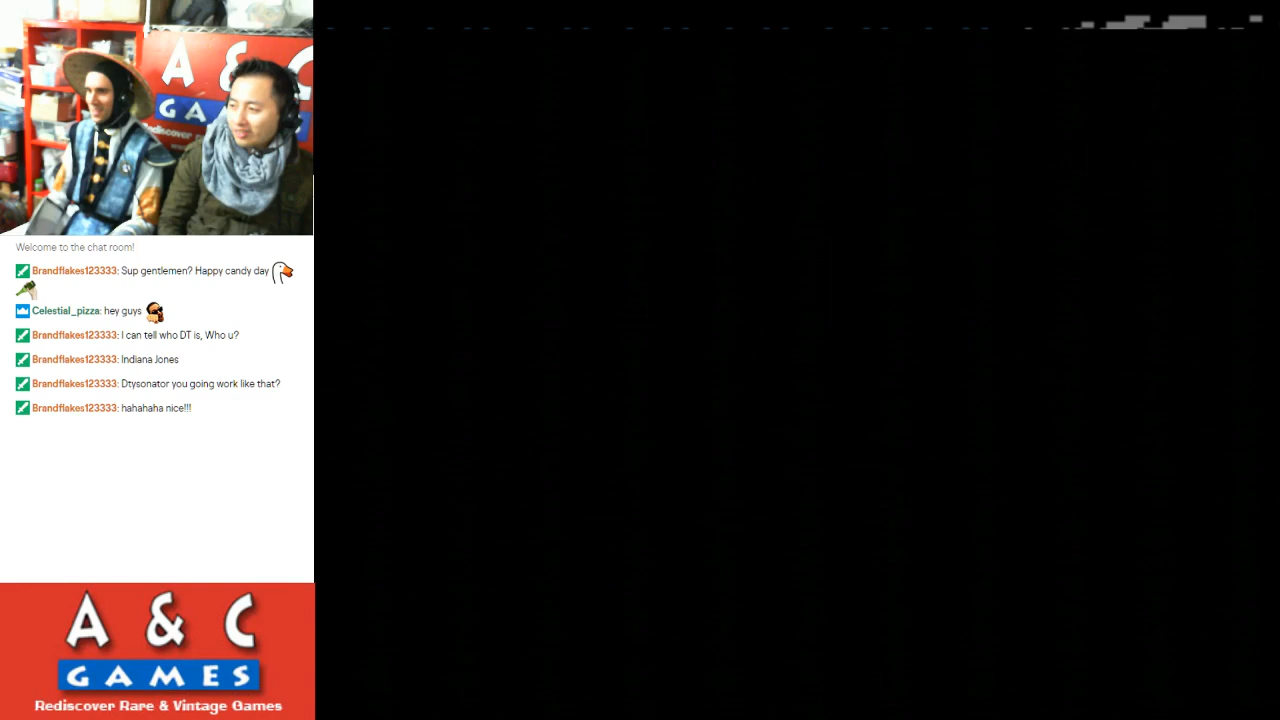 A & C
GA
Rediscover
Welcome to the chat room!
Brandflakes123333: Sup gentlemen? Happy candy day
Celestial_pizza: hey guys
Brandflakes123333: I can tell who DT is, Who u?
Brandflakes123333: Indiana Jones
Brandflakes123333: Dtysonator you going work like that?
Brandflakes123333: hahahaha nice!!!
A & C
GAMES
Rediscover Rare & Vintage Games